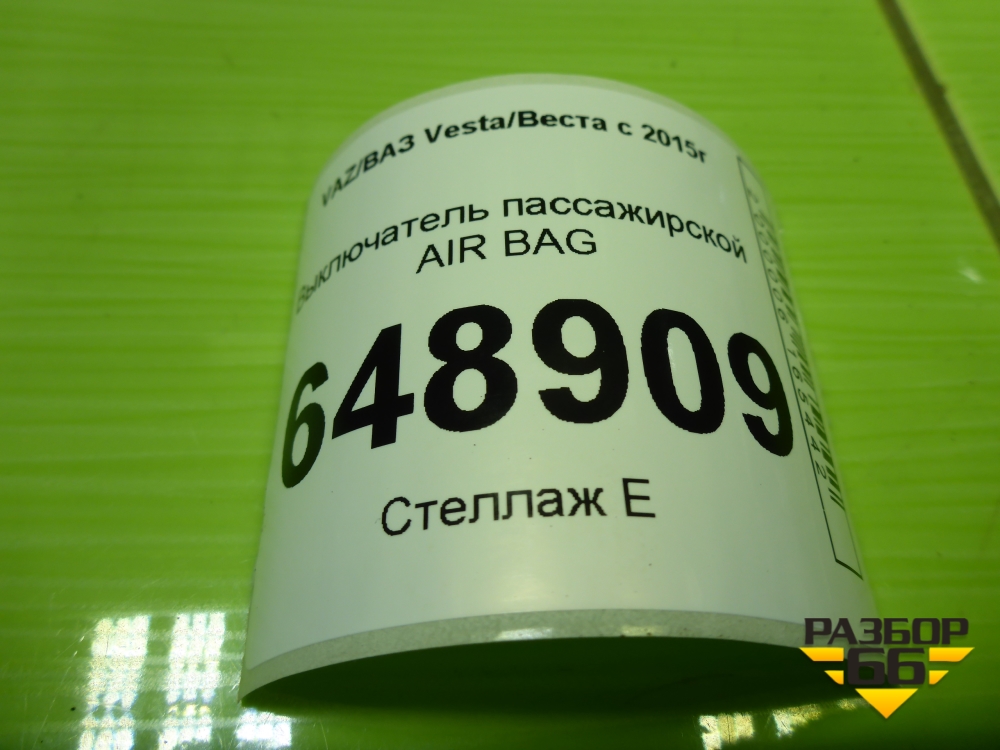 VAZ/ВАЗ Vesta/Веста с 2015г
Выключатель пассажирской
AIR BAG
648909
Стеллаж Е
РАЗБОР
66